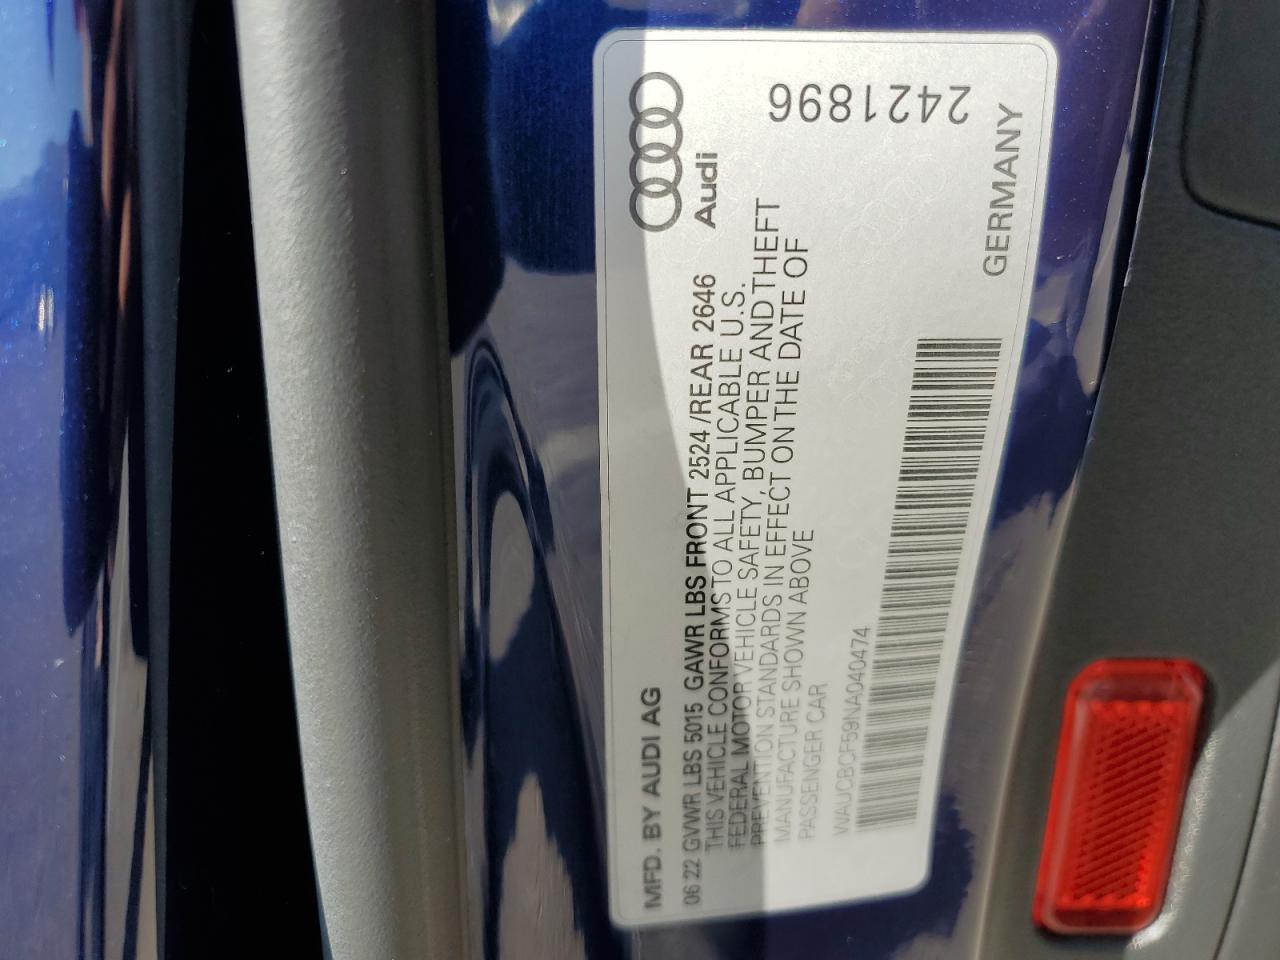 MFD. BY AUDI AG
Audi
06 22 GVWR LBS 5015 GAWR LBS FRONT 2524 /REAR 2646
THIS VEHICLE CONFORMS TO ALL APPLICABLE U.S.
FEDERAL MOTOR VEHICLE SAFETY, BUMPER AND THEFT
PREVENTION STANDARDS IN EFFECT ON THE DATE OF
MANUFACTURE SHOWN ABOVE
PASSENGER CAR
WAUCBCF59NA040474
GERMANY
2421896